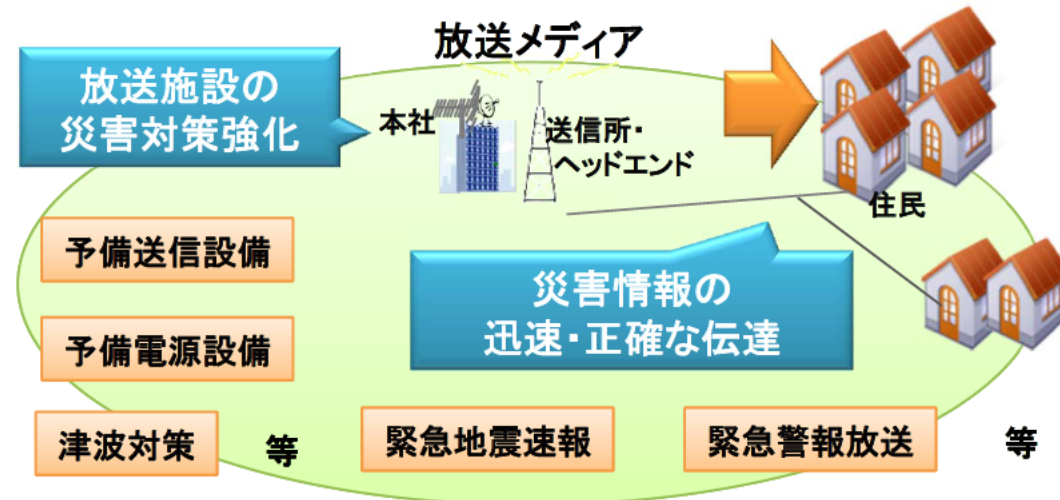 放送メディア
放送施設の
災害対策強化
本社
送信所・
ヘッドエンド
住民
予備送信設備
災害情報の
迅速・正確な伝達
予備電源設備
津波対策
等
緊急地震速報
緊急警報放送
等